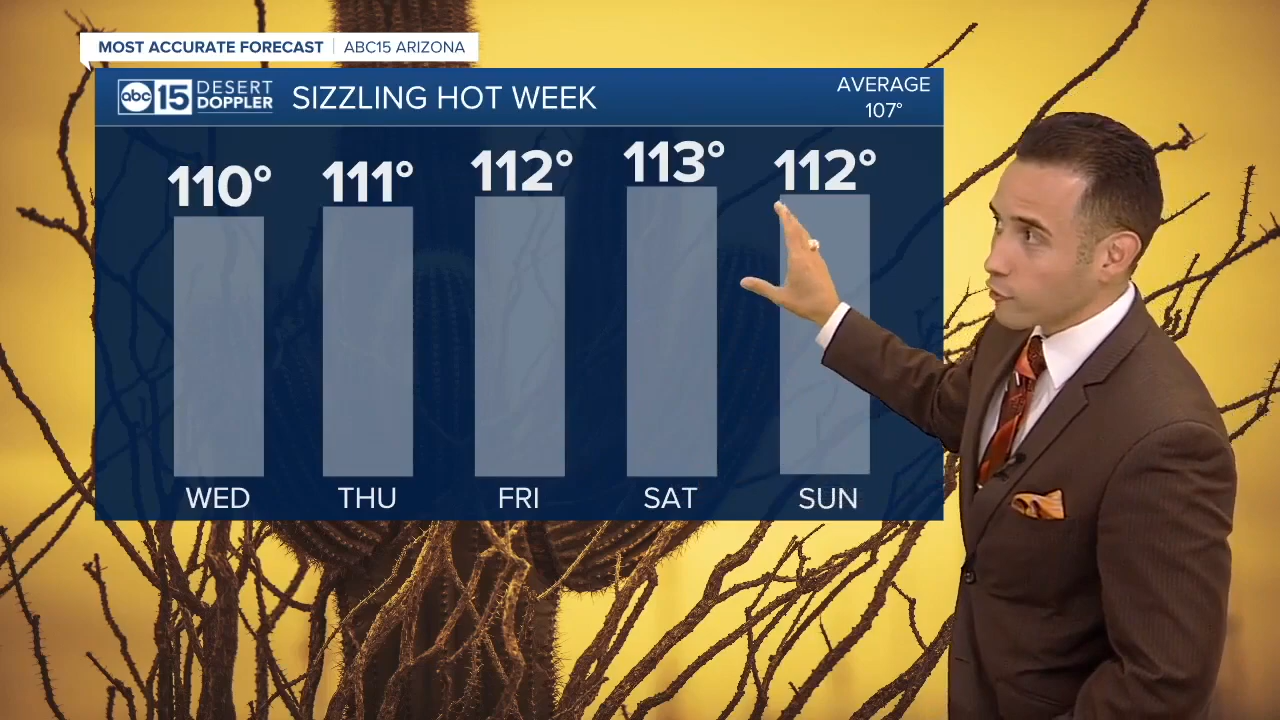 MOST ACCURATE FORECAST | ABC15 ARIZONA
abc 15 DESERT DOPPLER
SIZZLING HOT WEEK
AVERAGE
107°
110° 111° 112° 113° 112°
WED THU FRI SAT SUN